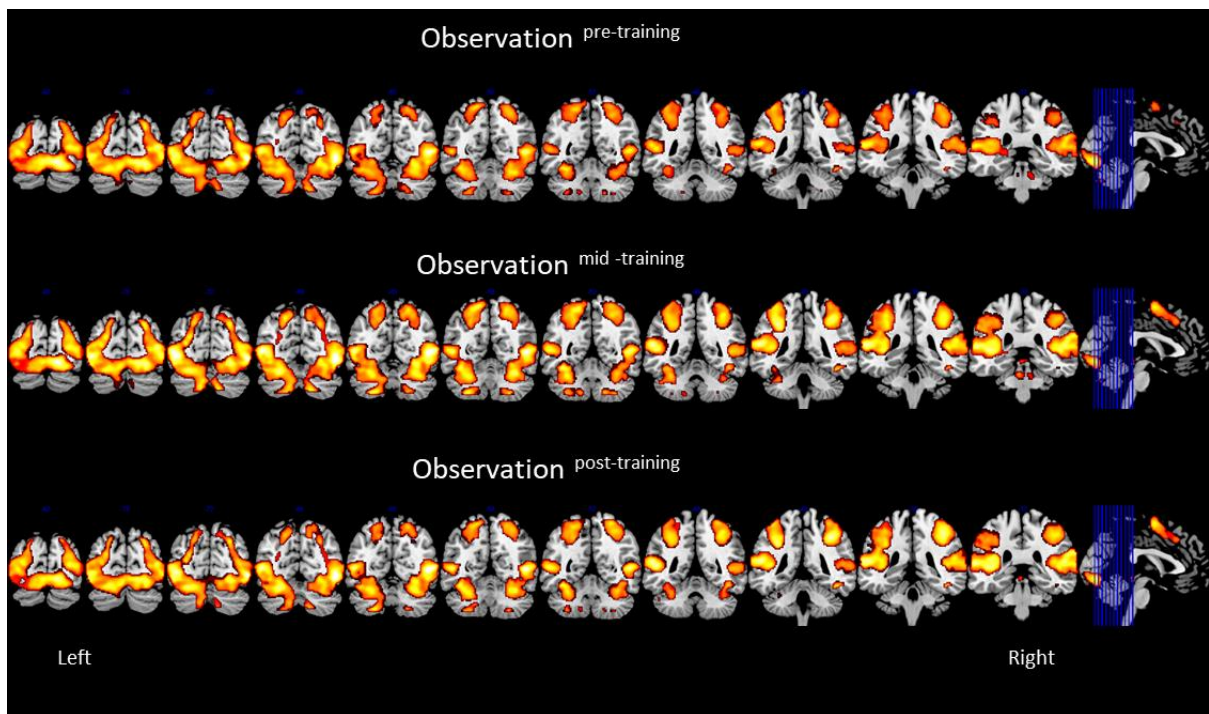 Observation pre-training
Observation mid -training
Observation post-training
Left Right